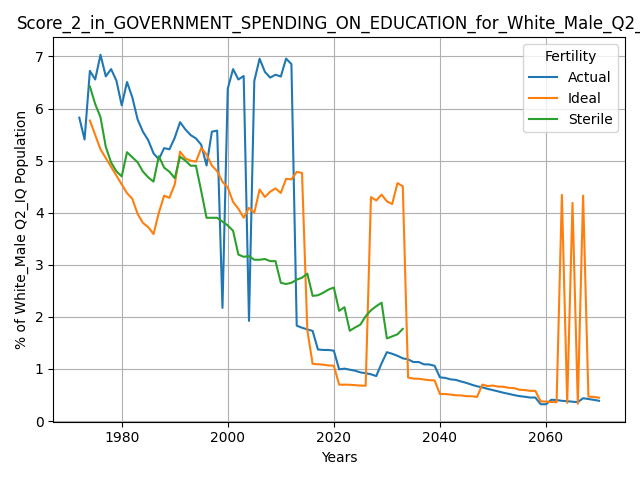 Score_2_in_GOVERNMENT_SPENDING_ON_EDUCATION_for_White_Male_Q2_
Fertility
Actual
Ideal
Sterile
% of White_Male Q2_IQ Population
7
6
5
4
3
2
1
0
1980 2000 2020 2040 2060
Years